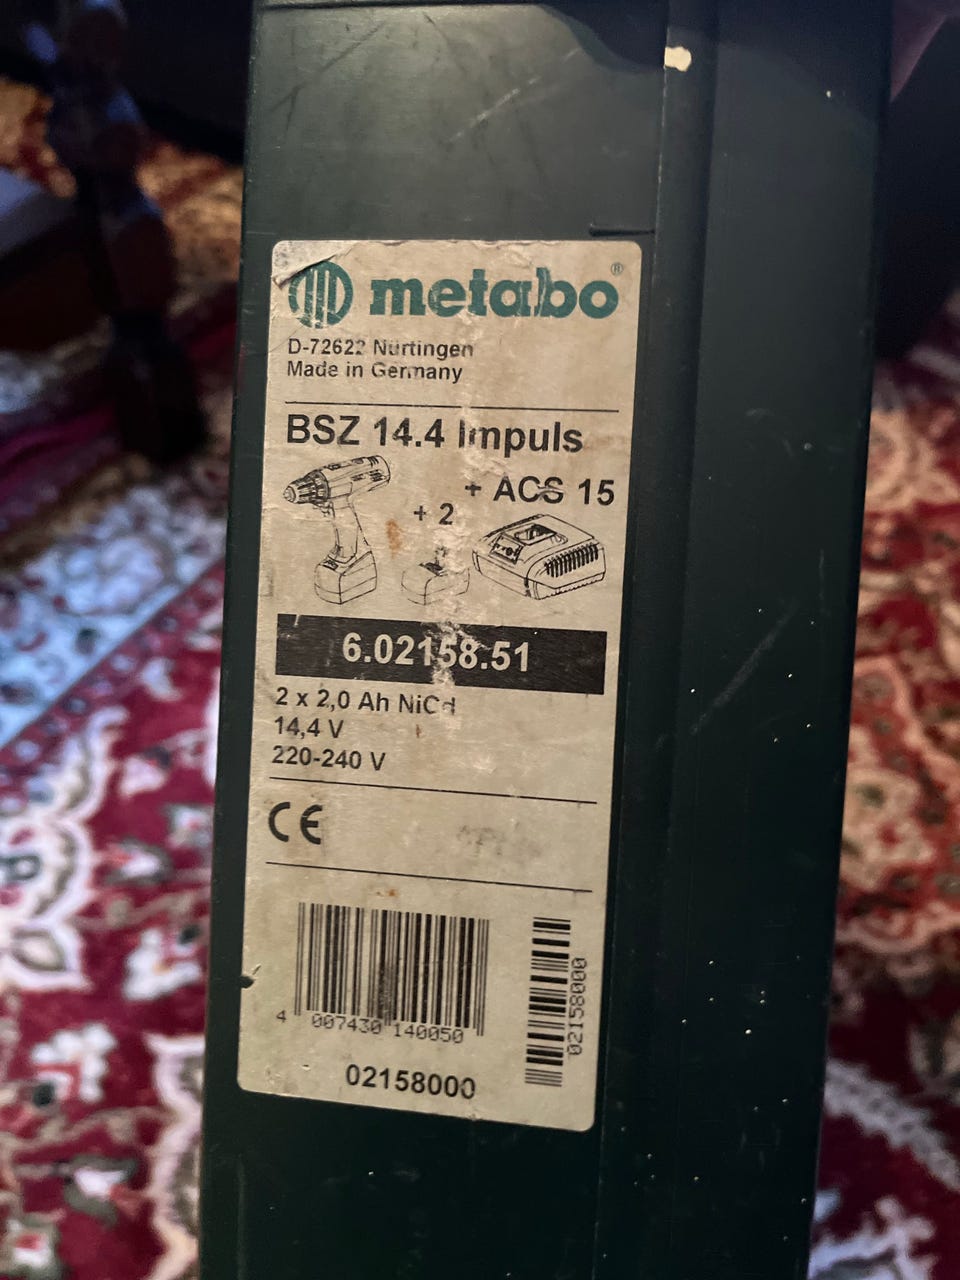 metabo®
D-72622 Nürtingen
Made in Germany
BSZ 14.4 Impuls
+ ACS 15
+ 2
6.02158.51
2 x 2,0 Ah NiCd
14,4 V
220-240 V
CE
4 007430 140050
02158000
02158000